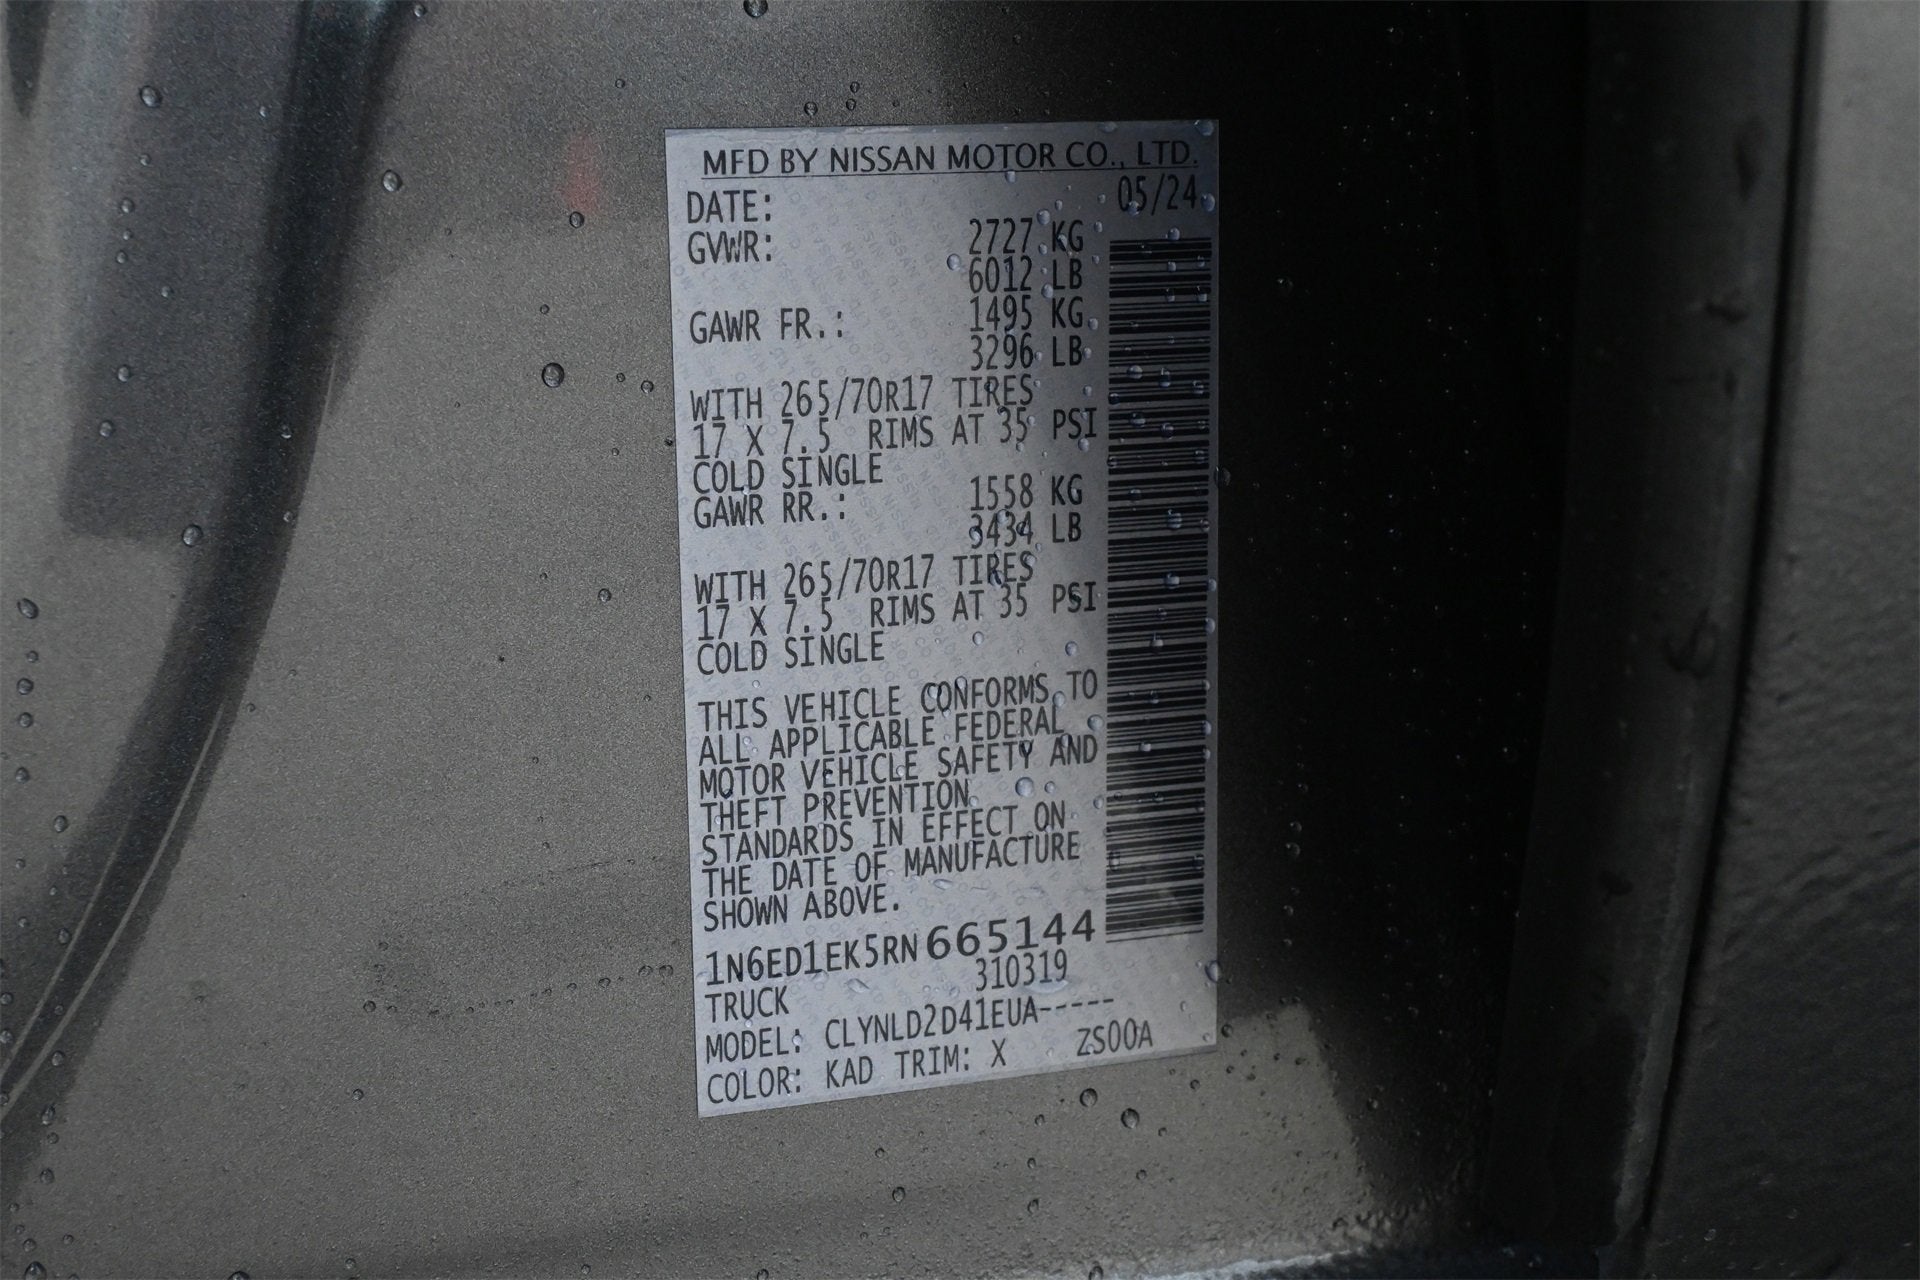 MFD BY NISSAN MOTOR CO., LTD.
DATE: 05/24
GVWR: 2727 KG
6012 LB
GAWR FR.: 1495 KG
3296 LB
WITH 265/70R17 TIRES
17 X 7.5 RIMS AT 35 PSI
COLD SINGLE
GAWR RR.: 1558 KG
3434 LB
WITH 265/70R17 TIRES
17 X 7.5 RIMS AT 35 PSI
COLD SINGLE
THIS VEHICLE CONFORMS TO
ALL APPLICABLE FEDERAL
MOTOR VEHICLE SAFETY AND
THEFT PREVENTION
STANDARDS IN EFFECT ON
THE DATE OF MANUFACTURE
SHOWN ABOVE.
1N6ED1EK5RN665144
TRUCK 310319
MODEL: CLYNLD2D41EUA-----
COLOR: KAD TRIM: X ZS00A